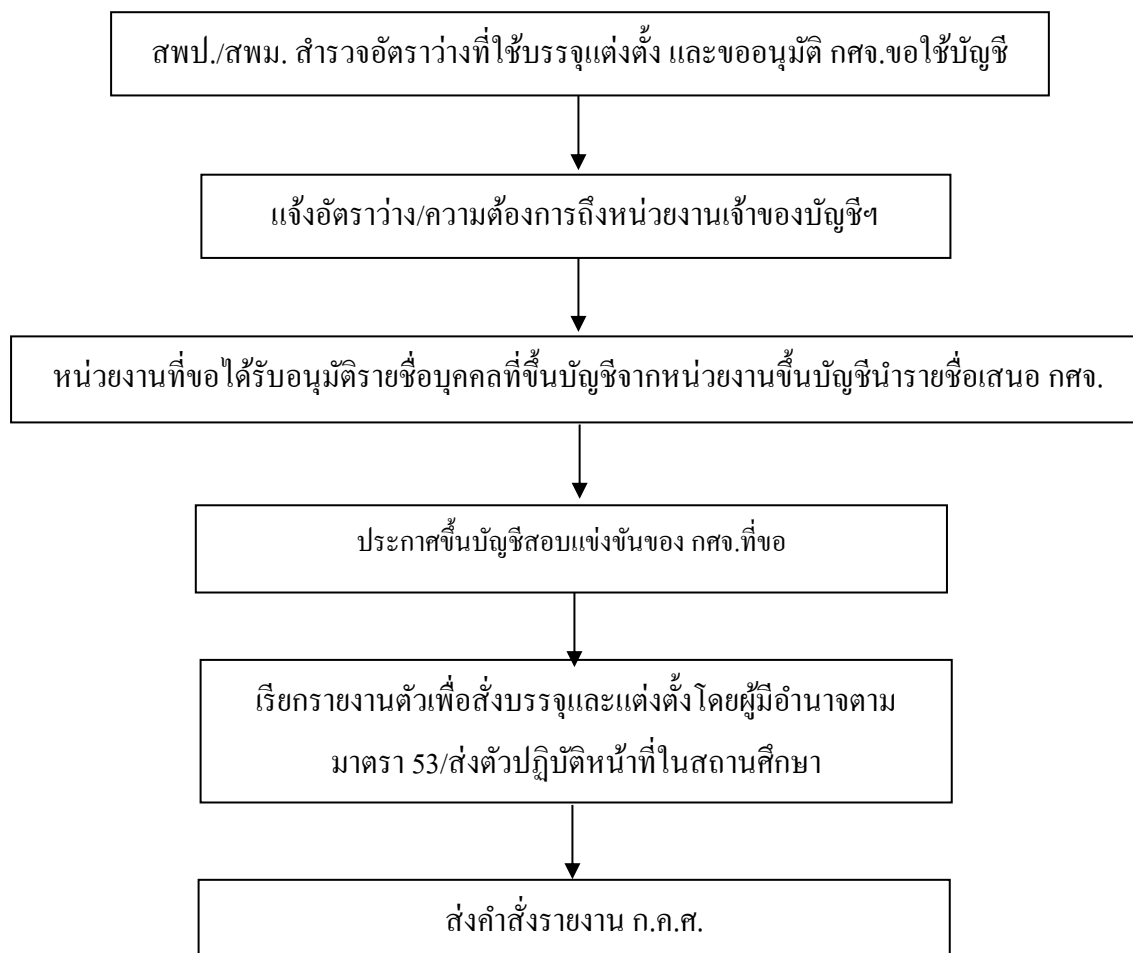 สพป./สพม. สำรวจอัตราว่างที่ใช้บรรจุแต่งตั้ง และขออนุมัติ กศจ.ขอใช้บัญชี
แจ้งอัตราว่าง/ความต้องการถึงหน่วยงานเจ้าของบัญชีฯ
หน่วยงานที่ขอได้รับอนุมัติรายชื่อบุคคลที่ขึ้นบัญชีจากหน่วยงานขึ้นบัญชีนำรายชื่อเสนอ กศจ.
ประกาศขึ้นบัญชีสอบแข่งขันของ กศจ.ที่ขอ
เรียกรายงานตัวเพื่อสั่งบรรจุและแต่งตั้งโดยผู้มีอำนาจตาม
มาตรา 53/ส่งตัวปฏิบัติหน้าที่ในสถานศึกษา
ส่งคำสั่งรายงาน ก.ค.ศ.